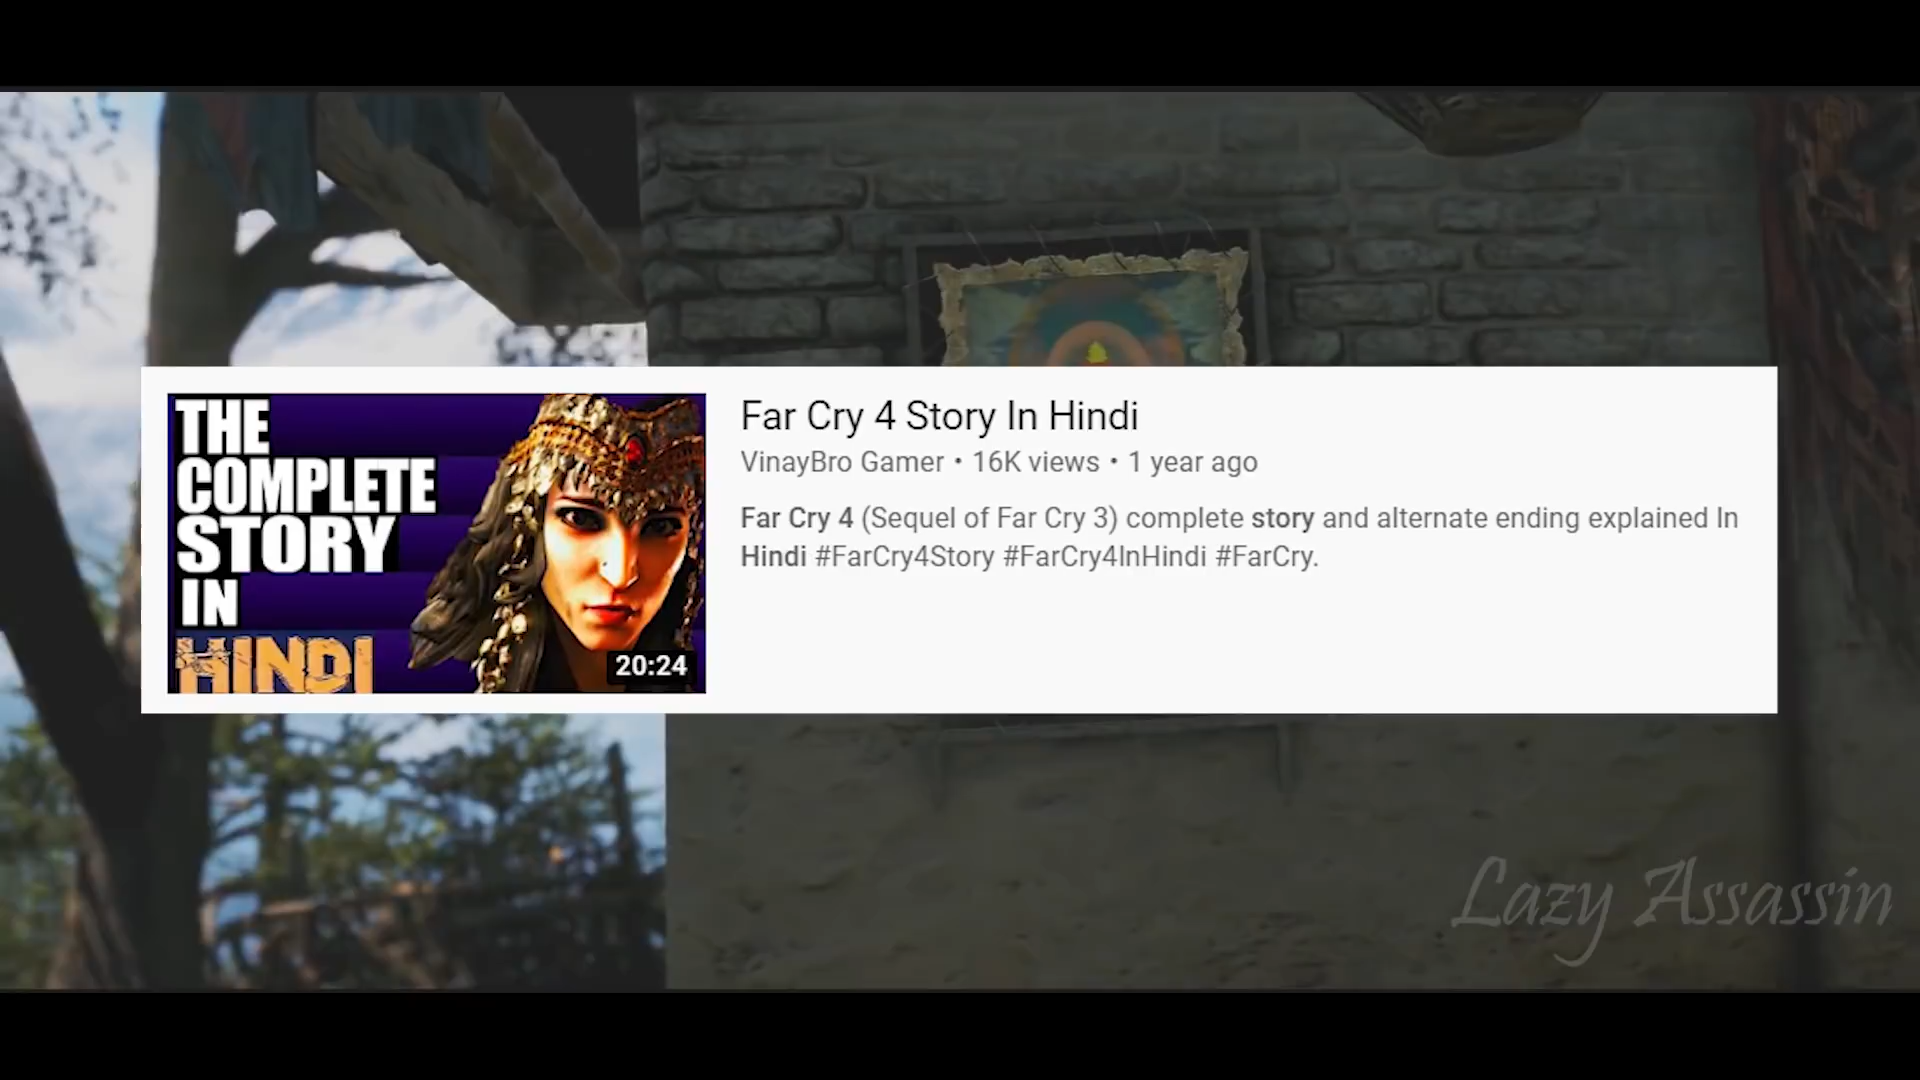 THE
COMPLETE
STORY
IN
HINDI
20:24
Far Cry 4 Story In Hindi
VinayBro Gamer • 16K views • 1 year ago
Far Cry 4 (Sequel of Far Cry 3) complete story and alternate ending explained In
Hindi #FarCry4Story #FarCry4InHindi #FarCry.
Lazy Assassin